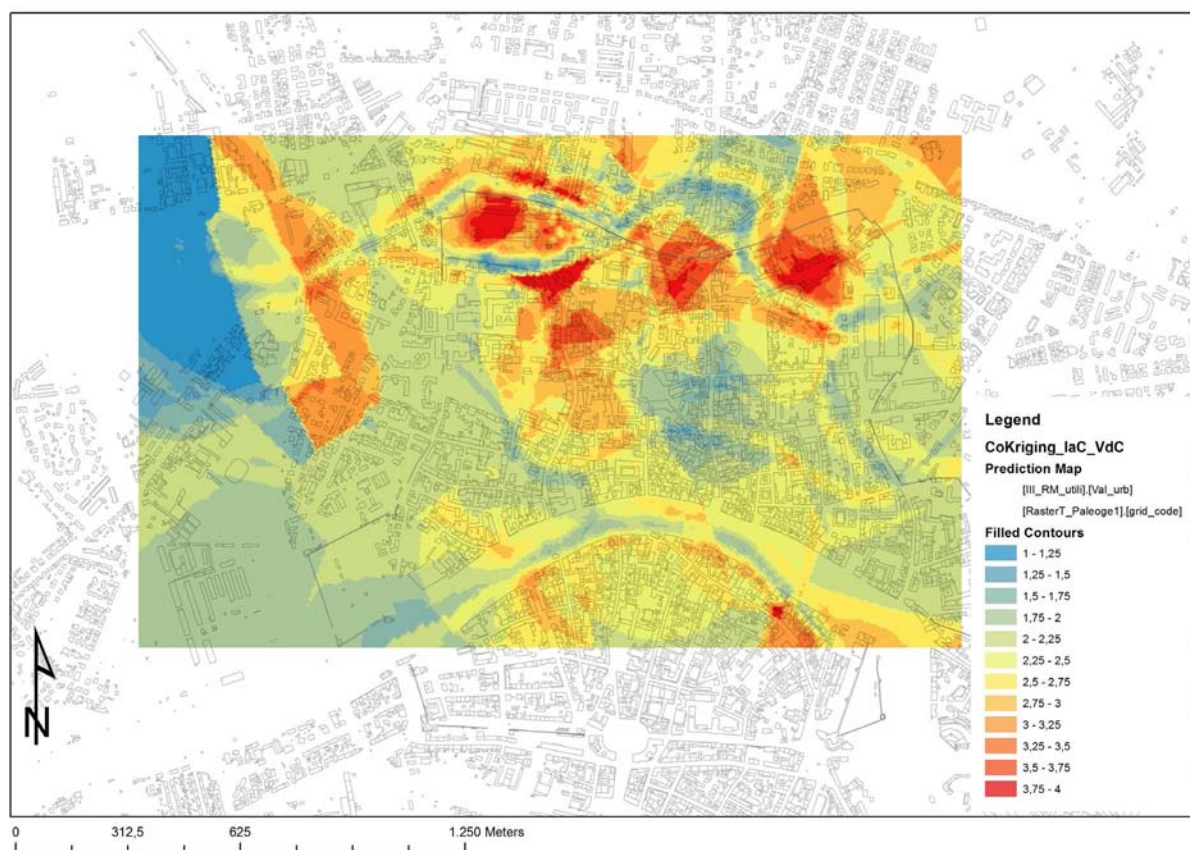 Legend
CoKriging_IaC_VdC
Prediction Map
[III_RM_utili].[Val_urb]
[RasterT_Paleoge1].[grid_code]
Filled Contours
1 - 1,25
1,25 - 1,5
1,5 - 1,75
1,75 - 2
2 - 2,25
2,25 - 2,5
2,5 - 2,75
2,75 - 3
3 - 3,25
3,25 - 3,5
3,5 - 3,75
3,75 - 4
N
0 312,5 625 1.250 Meters